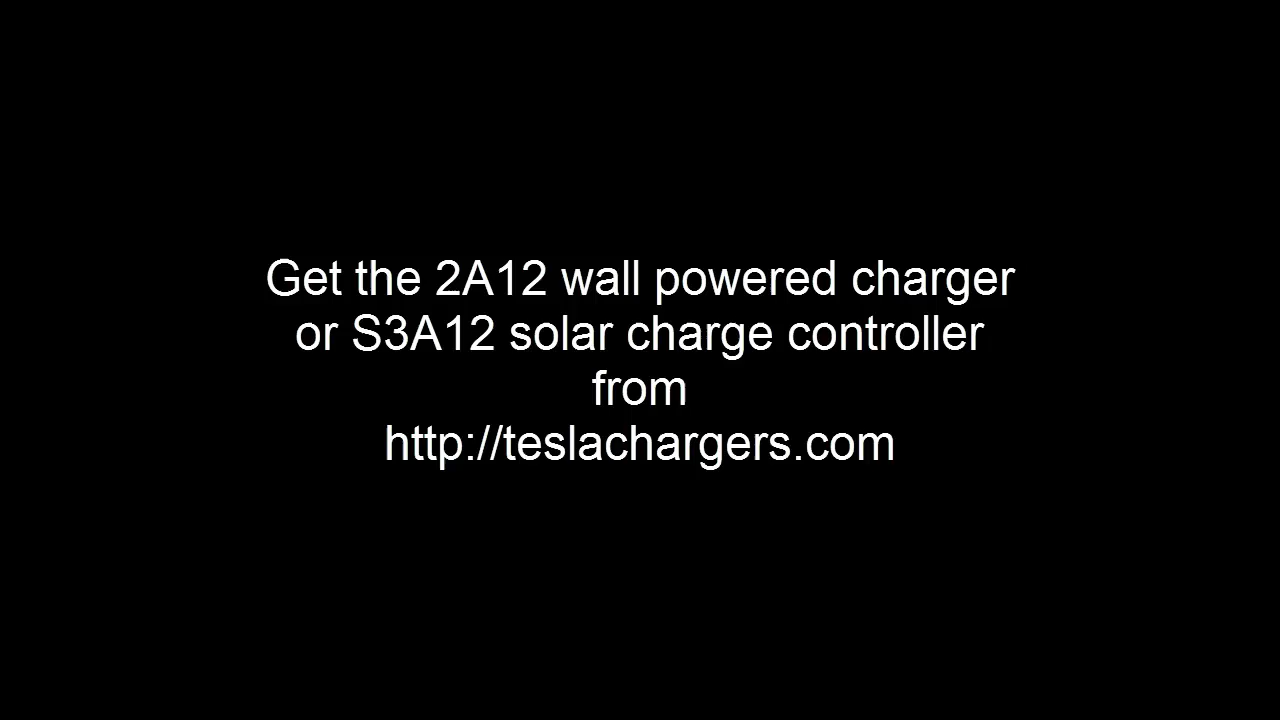 Get the 2A12 wall powered charger
or S3A12 solar charge controller
from
http://teslachargers.com